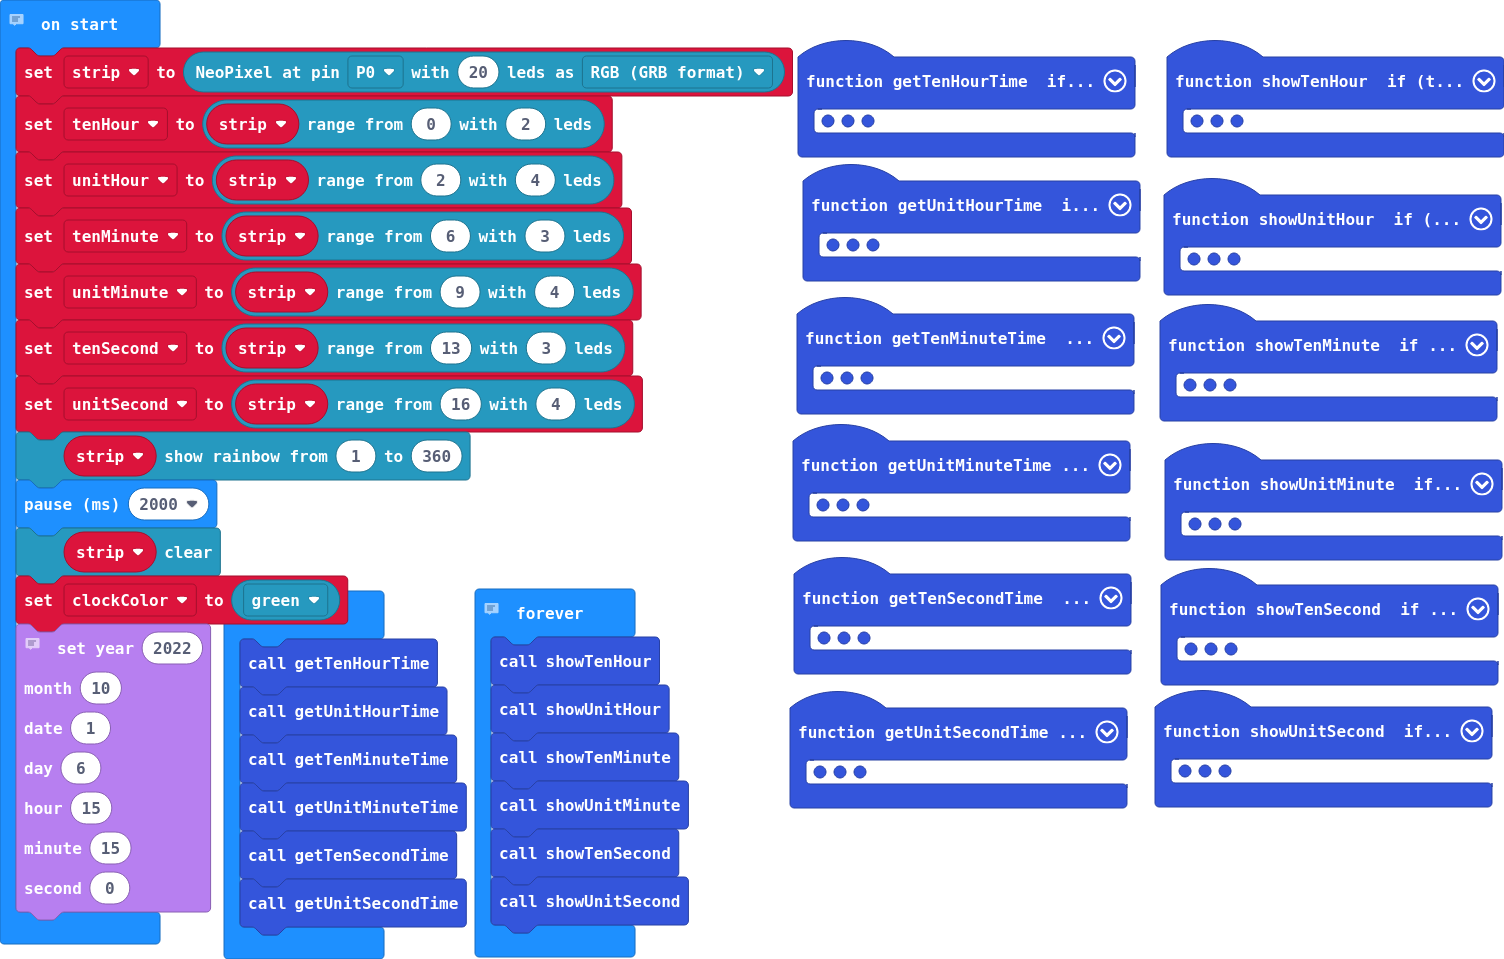 on start
set strip to NeoPixel at pin P0 with 20 leds as RGB (GRB format)
set tenHour to strip range from 0 with 2 leds
set unitHour to strip range from 2 with 4 leds
set tenMinute to strip range from 6 with 3 leds
set unitMinute to strip range from 9 with 4 leds
set tenSecond to strip range from 13 with 3 leds
set unitSecond to strip range from 16 with 4 leds
strip show rainbow from 1 to 360
pause (ms) 2000
strip clear
set clockColor to green
set year 2022
month 10
date 1
day 6
hour 15
minute 15
second 0
call getTenHourTime
call getUnitHourTime
call getTenMinuteTime
call getUnitMinuteTime
call getTenSecondTime
call getUnitSecondTime
forever
call showTenHour
call showUnitHour
call showTenMinute
call showUnitMinute
call showTenSecond
call showUnitSecond
function getTenHourTime if...
function getUnitHourTime i...
function getTenMinuteTime ...
function getUnitMinuteTime ...
function getTenSecondTime ...
function getUnitSecondTime ...
function showTenHour if (t...
function showUnitHour if (...
function showTenMinute if ...
function showUnitMinute if...
function showTenSecond if ...
function showUnitSecond if...